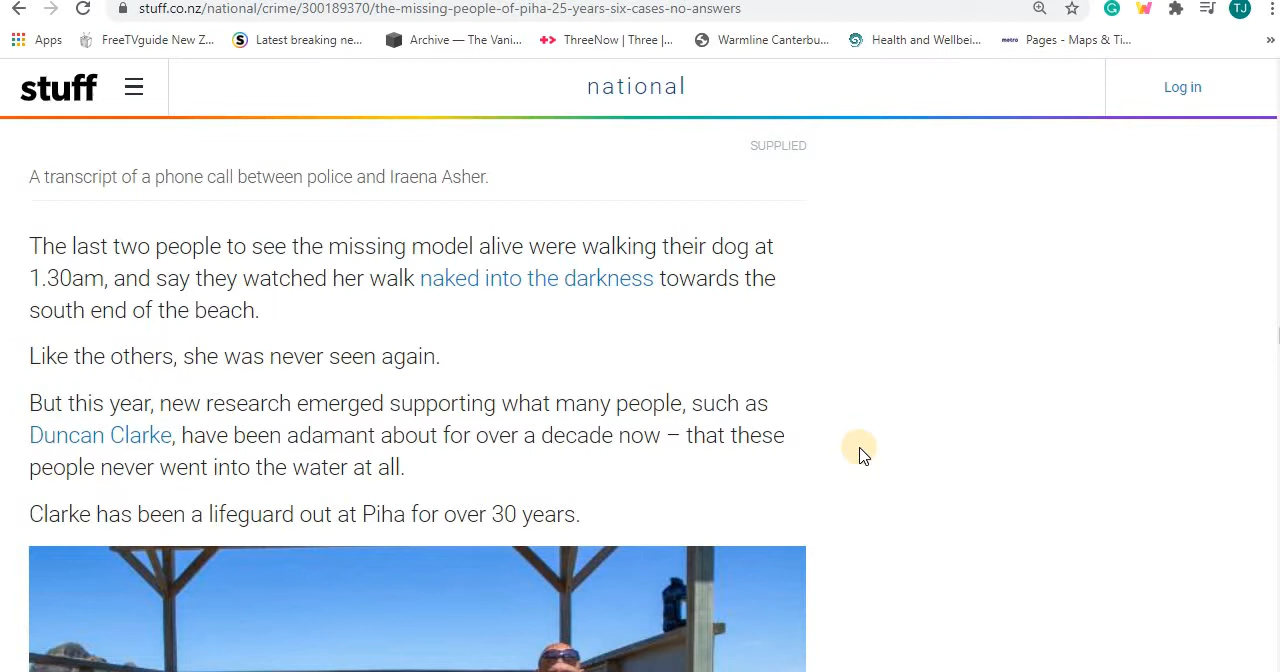 stuff.co.nz/national/crime/300189370/the-missing-people-of-piha-25-years-six-cases-no-answers
TJ
Apps FreeTVguide New Z... Latest breaking ne... Archive — The Vani... ThreeNow | Three |... Warmline Canterbu... Health and Wellbei... metro Pages - Maps & Ti... »
stuff national Log in
SUPPLIED
A transcript of a phone call between police and Iraena Asher.
The last two people to see the missing model alive were walking their dog at
1.30am, and say they watched her walk naked into the darkness towards the
south end of the beach.
Like the others, she was never seen again.
But this year, new research emerged supporting what many people, such as
Duncan Clarke, have been adamant about for over a decade now – that these
people never went into the water at all.
Clarke has been a lifeguard out at Piha for over 30 years.